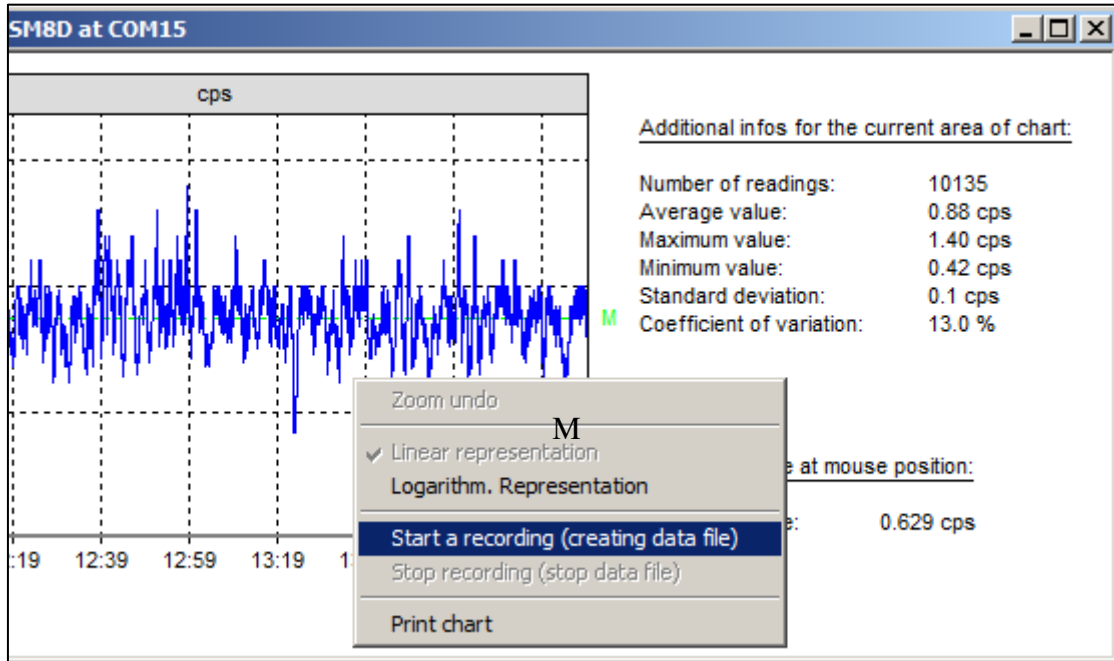 SM8D at COM15
cps
Additional infos for the current area of chart:
Number of readings: 10135
Average value: 0.88 cps
Maximum value: 1.40 cps
Minimum value: 0.42 cps
Standard deviation: 0.1 cps
M Coefficient of variation: 13.0 %
Zoom undo
M
Linear representation
Logarithm. Representation
at mouse position:
Start a recording (creating data file)
0.629 cps
Stop recording (stop data file)
Print chart
:19 12:39 12:59 13:19